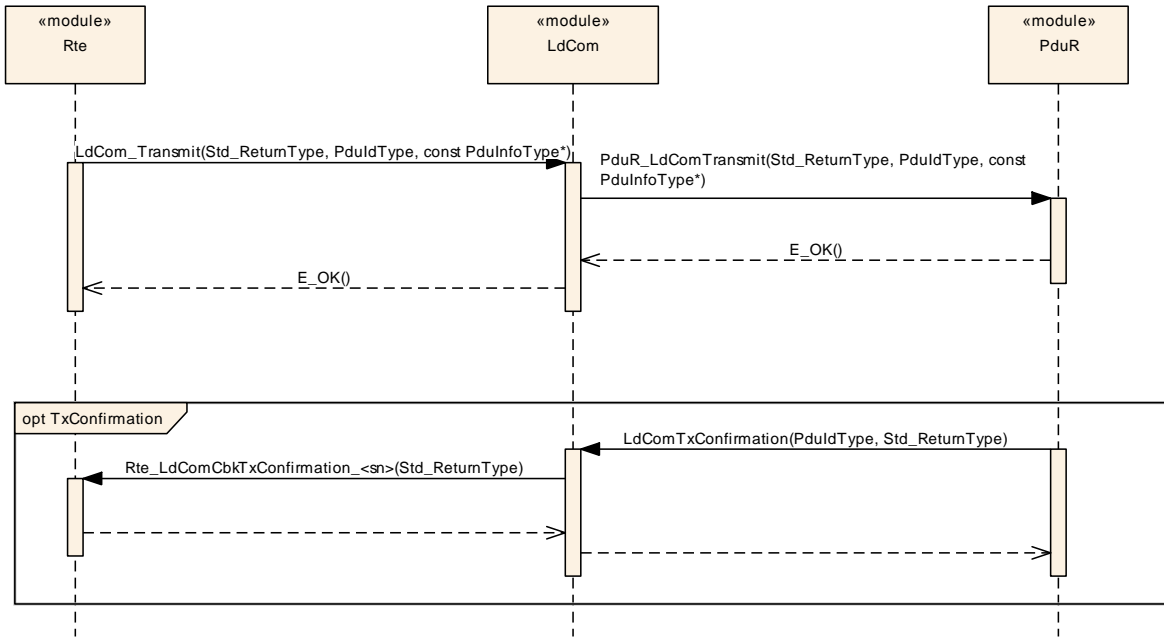 «module»
Rte
«module»
LdCom
«module»
PduR
LdCom_Transmit(Std_ReturnType, PduIdType, const PduInfoType*)
PduR_LdComTransmit(Std_ReturnType, PduIdType, const
PduInfoType*)
E_OK()
E_OK()
opt TxConfirmation
LdComTxConfirmation(PduIdType, Std_ReturnType)
Rte_LdComCbkTxConfirmation_<sn>(Std_ReturnType)